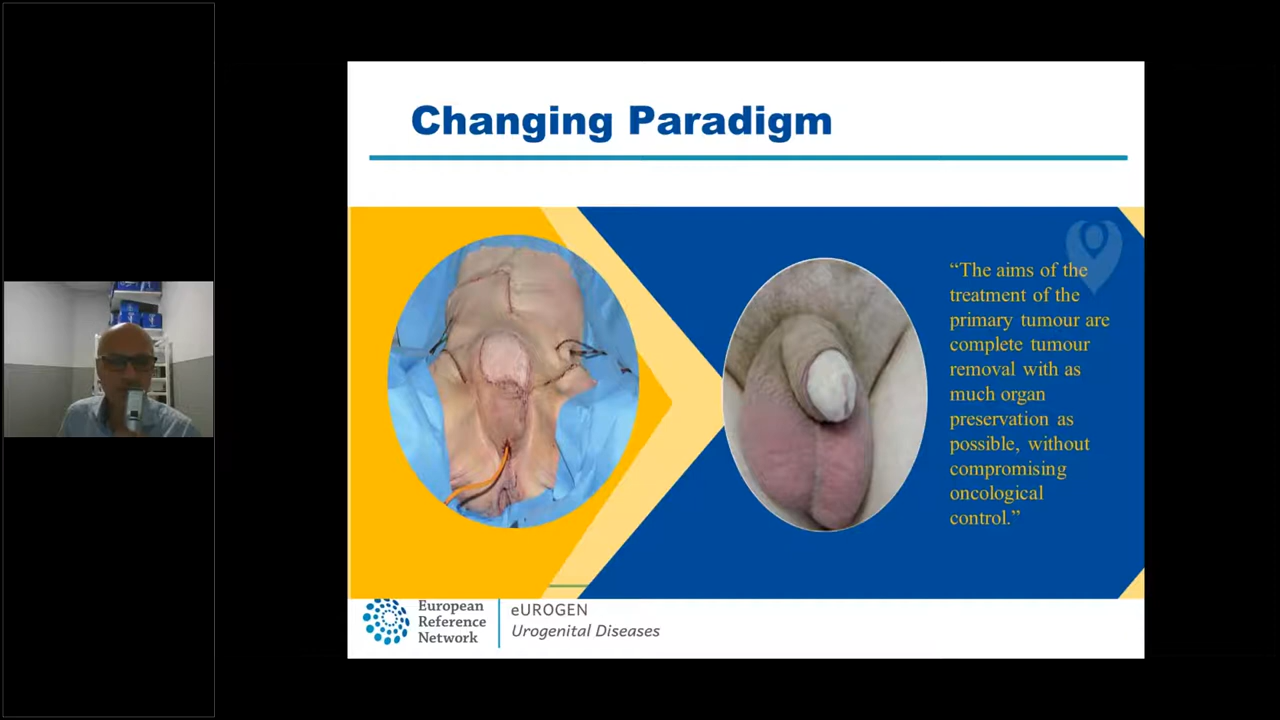 Changing Paradigm
“The aims of the
treatment of the
primary tumour are
complete tumour
removal with as
much organ
preservation as
possible, without
compromising
oncological
control.”
European
Reference
Network
eUROGEN
Urogenital Diseases